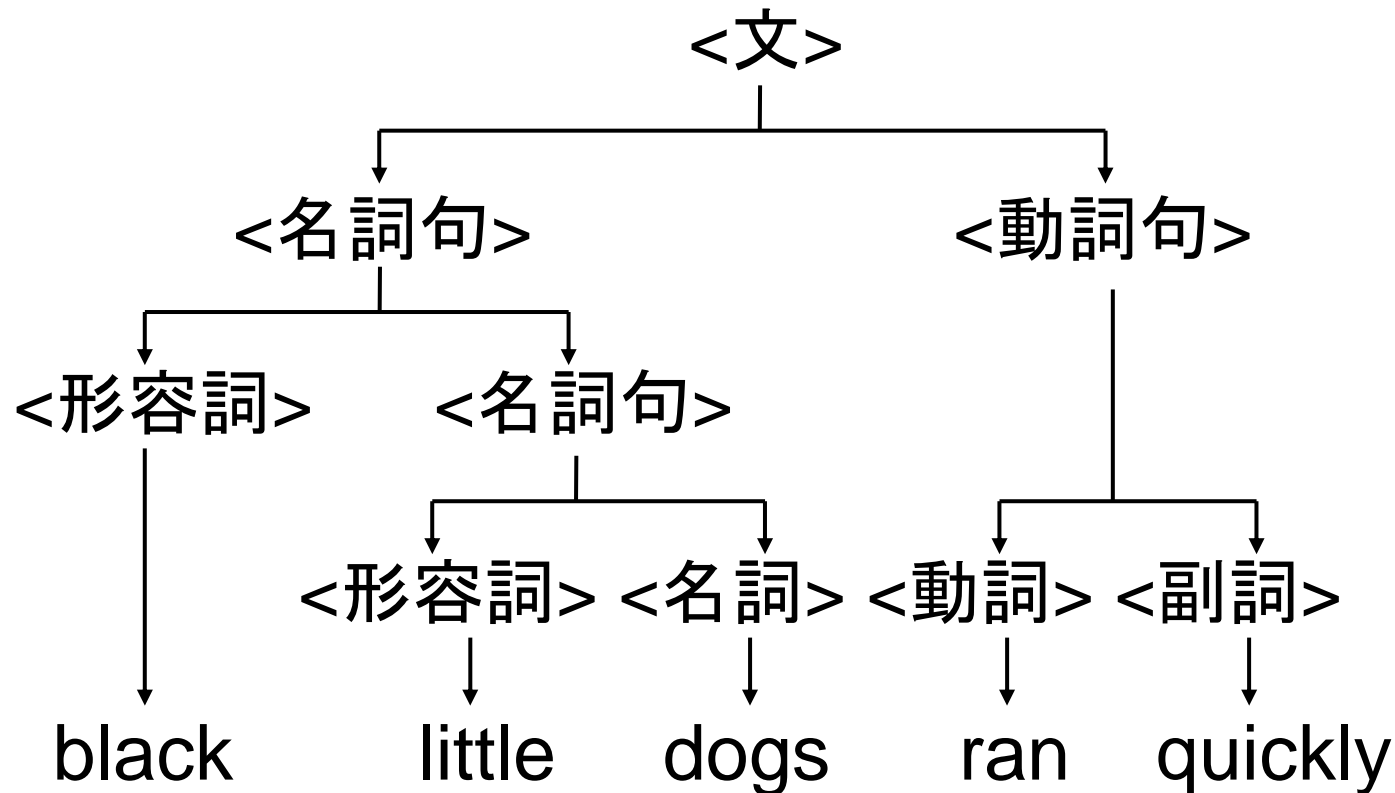 <文>
<名詞句> <動詞句>
<形容詞> <名詞句>
<形容詞> <名詞> <動詞> <副詞>
black little dogs ran quickly